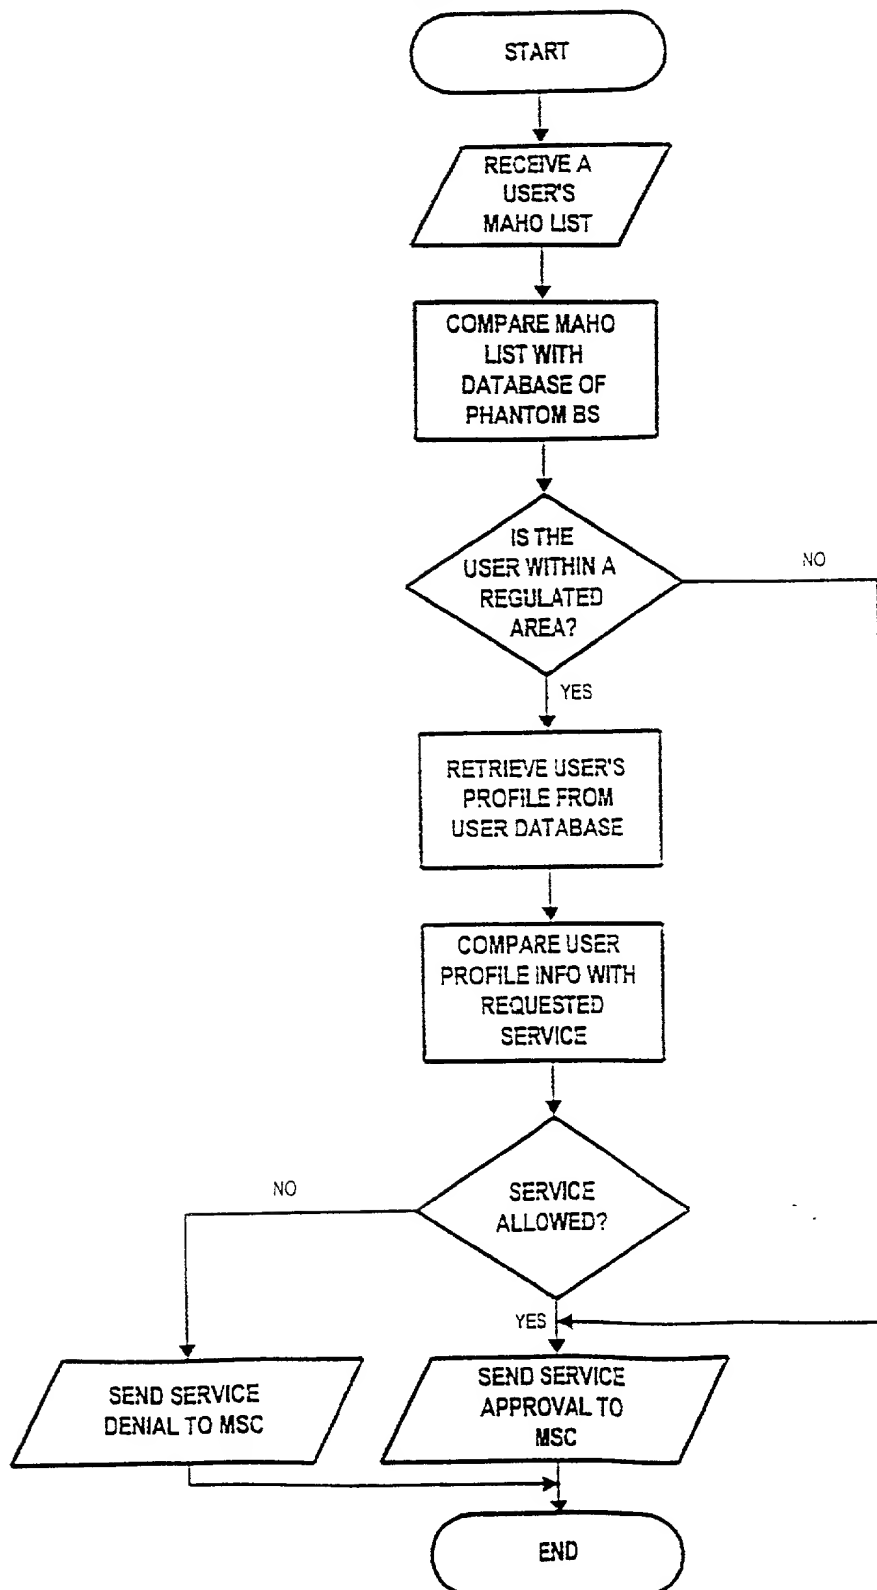 START
RECEIVE A
USER'S
MAHO LIST
COMPARE MAHO
LIST WITH
DATABASE OF
PHANTOM BS
IS THE
USER WITHIN A
REGULATED
AREA?
NO
YES
RETRIEVE USER'S
PROFILE FROM
USER DATABASE
COMPARE USER
PROFILE INFO WITH
REQUESTED
SERVICE
NO
SERVICE
ALLOWED?
YES
SEND SERVICE
DENIAL TO MSC
SEND SERVICE
APPROVAL TO
MSC
END